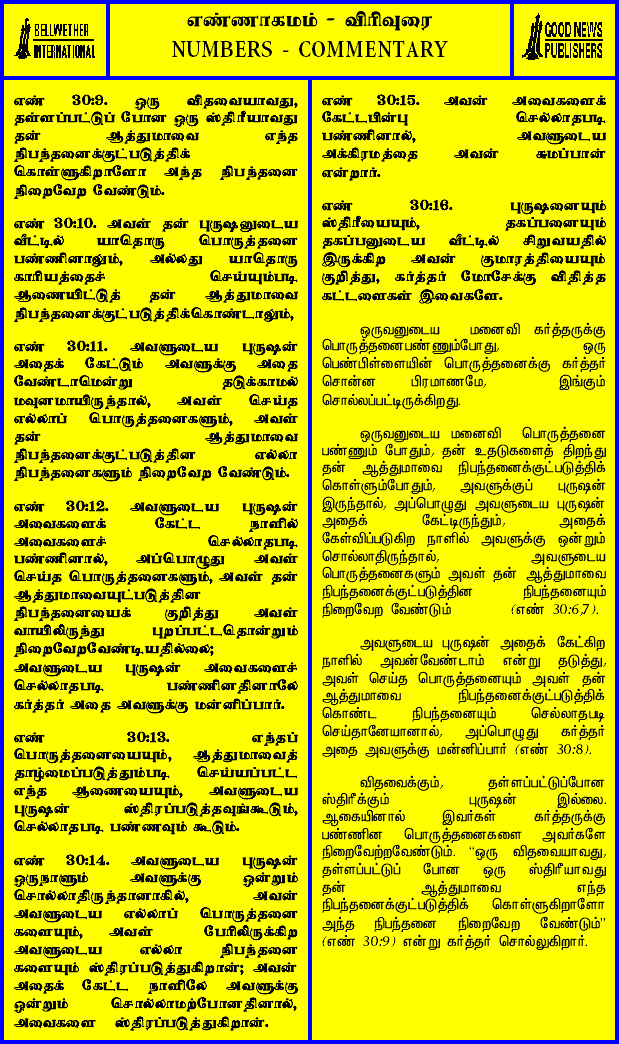 BELLWETHER
INTERNATIONAL
எண்ணாகமம் - விரிவுரை
NUMBERS - COMMENTARY
GOOD NEWS
PUBLISHERS
எண் 30:9. ஒரு விதவையாவது,
தள்ளப்பட்டுப் போன ஒரு ஸ்திரீயாவது
தன் ஆத்துமாவை எந்த
நிபந்தனைக்குட்படுத்திக்
கொள்ளுகிறாளோ அந்த நிபந்தனை
நிறைவேற வேண்டும்.
எண் 30:10. அவள் தன் புருஷனுடைய
வீட்டில் யாதொரு பொருத்தனை
பண்ணினாலும், அல்லது யாதொரு
காரியத்தைச் செய்யும்படி
ஆணையிட்டுத் தன் ஆத்துமாவை
நிபந்தனைக்குட்படுத்திக்கொண்டாலும்,
எண் 30:11. அவளுடைய புருஷன்
அதைக் கேட்டும் அவளுக்கு அதை
வேண்டாமென்று தடுக்காமல்
மவுனமாயிருந்தால், அவள் செய்த
எல்லாப் பொருத்தனைகளும், அவள்
தன் ஆத்துமாவை
நிபந்தனைக்குட்படுத்தின எல்லா
நிபந்தனைகளும் நிறைவேற வேண்டும்.
எண் 30:12. அவளுடைய புருஷன்
அவைகளைக் கேட்ட நாளில்
அவைகளைச் செல்லாதபடி
பண்ணினால், அப்பொழுது அவள்
செய்த பொருத்தனைகளும், அவள் தன்
ஆத்துமாவையுட்படுத்தின
நிபந்தனையைக் குறித்து அவள்
வாயிலிருந்து புறப்பட்டதொன்றும்
நிறைவேறவேண்டியதில்லை;
அவளுடைய புருஷன் அவைகளைச்
செல்லாதபடி பண்ணினதினாலே
கர்த்தர் அதை அவளுக்கு மன்னிப்பார்.
எண் 30:13. எந்தப்
பொருத்தனையையும், ஆத்துமாவைத்
தாழ்மைப்படுத்தும்படி செய்யப்பட்ட
எந்த ஆணையையும், அவளுடைய
புருஷன் ஸ்திரப்படுத்தவுங்கூடும்,
செல்லாதபடி பண்ணவும் கூடும்.
எண் 30:14. அவளுடைய புருஷன்
ஒருநாளும் அவளுக்கு ஒன்றும்
சொல்லாதிருந்தானாகில், அவன்
அவளுடைய எல்லாப் பொருத்தனை
களையும், அவள் பேரிலிருக்கிற
அவளுடைய எல்லா நிபந்தனை
களையும் ஸ்திரப்படுத்துகிறான்; அவன்
அதைக் கேட்ட நாளிலே அவளுக்கு
ஒன்றும் சொல்லாமற்போனதினால்,
அவைகளை ஸ்திரப்படுத்துகிறான்.
எண் 30:15. அவன் அவைகளைக்
கேட்டபின்பு செல்லாதபடி
பண்ணினால், அவளுடைய
அக்கிரமத்தை அவன் சுமப்பான்
என்றார்.
எண் 30:16. புருஷனையும்
ஸ்திரீயையும், தகப்பனையும்
தகப்பனுடைய வீட்டில் சிறுவயதில்
இருக்கிற அவன் குமாரத்தியையும்
குறித்து, கர்த்தர் மோசேக்கு விதித்த
கட்டளைகள் இவைகளே.
ஒருவனுடைய மனைவி கர்த்தருக்கு
பொருத்தனைபண்ணும்போது, ஒரு
பெண்பிள்ளையின் பொருத்தனைக்கு கர்த்தர்
சொன்ன பிரமாணமே, இங்கும்
சொல்லப்பட்டிருக்கிறது.
ஒருவனுடைய மனைவி பொருத்தனை
பண்ணும் போதும், தன் உதடுகளைத் திறந்து
தன் ஆத்துமாவை நிபந்தனைக்குட்படுத்திக்
கொள்ளும்போதும், அவளுக்குப் புருஷன்
இருந்தால், அப்பொழுது அவளுடைய புருஷன்
அதைக் கேட்டிருந்தும், அதைக்
கேள்விப்படுகிற நாளில் அவளுக்கு ஒன்றும்
சொல்லாதிருந்தால், அவளுடைய
பொருத்தனைகளும் அவள் தன் ஆத்துமாவை
நிபந்தனைக்குட்படுத்தின நிபந்தனையும்
நிறைவேற வேண்டும் (எண் 30:6,7).
அவளுடைய புருஷன் அதைக் கேட்கிற
நாளில் அவன்வேண்டாம் என்று தடுத்து,
அவள் செய்த பொருத்தனையும் அவள் தன்
ஆத்துமாவை நிபந்தனைக்குட்படுத்திக்
கொண்ட நிபந்தனையும் செல்லாதபடி
செய்தானேயானால், அப்பொழுது கர்த்தர்
அதை அவளுக்கு மன்னிப்பார் (எண் 30:8).
விதவைக்கும், தள்ளப்பட்டுப்போன
ஸ்திரீக்கும் புருஷன் இல்லை.
ஆகையினால் இவர்கள் கர்த்தருக்கு
பண்ணின பொருத்தனைகளை அவர்களே
நிறைவேற்றவேண்டும். “ஒரு விதவையாவது,
தள்ளப்பட்டுப் போன ஒரு ஸ்திரீயாவது
தன் ஆத்துமாவை எந்த
நிபந்தனைக்குட்படுத்திக் கொள்ளுகிறாளோ
அந்த நிபந்தனை நிறைவேற வேண்டும்”
(எண் 30:9) என்று கர்த்தர் சொல்லுகிறார்.